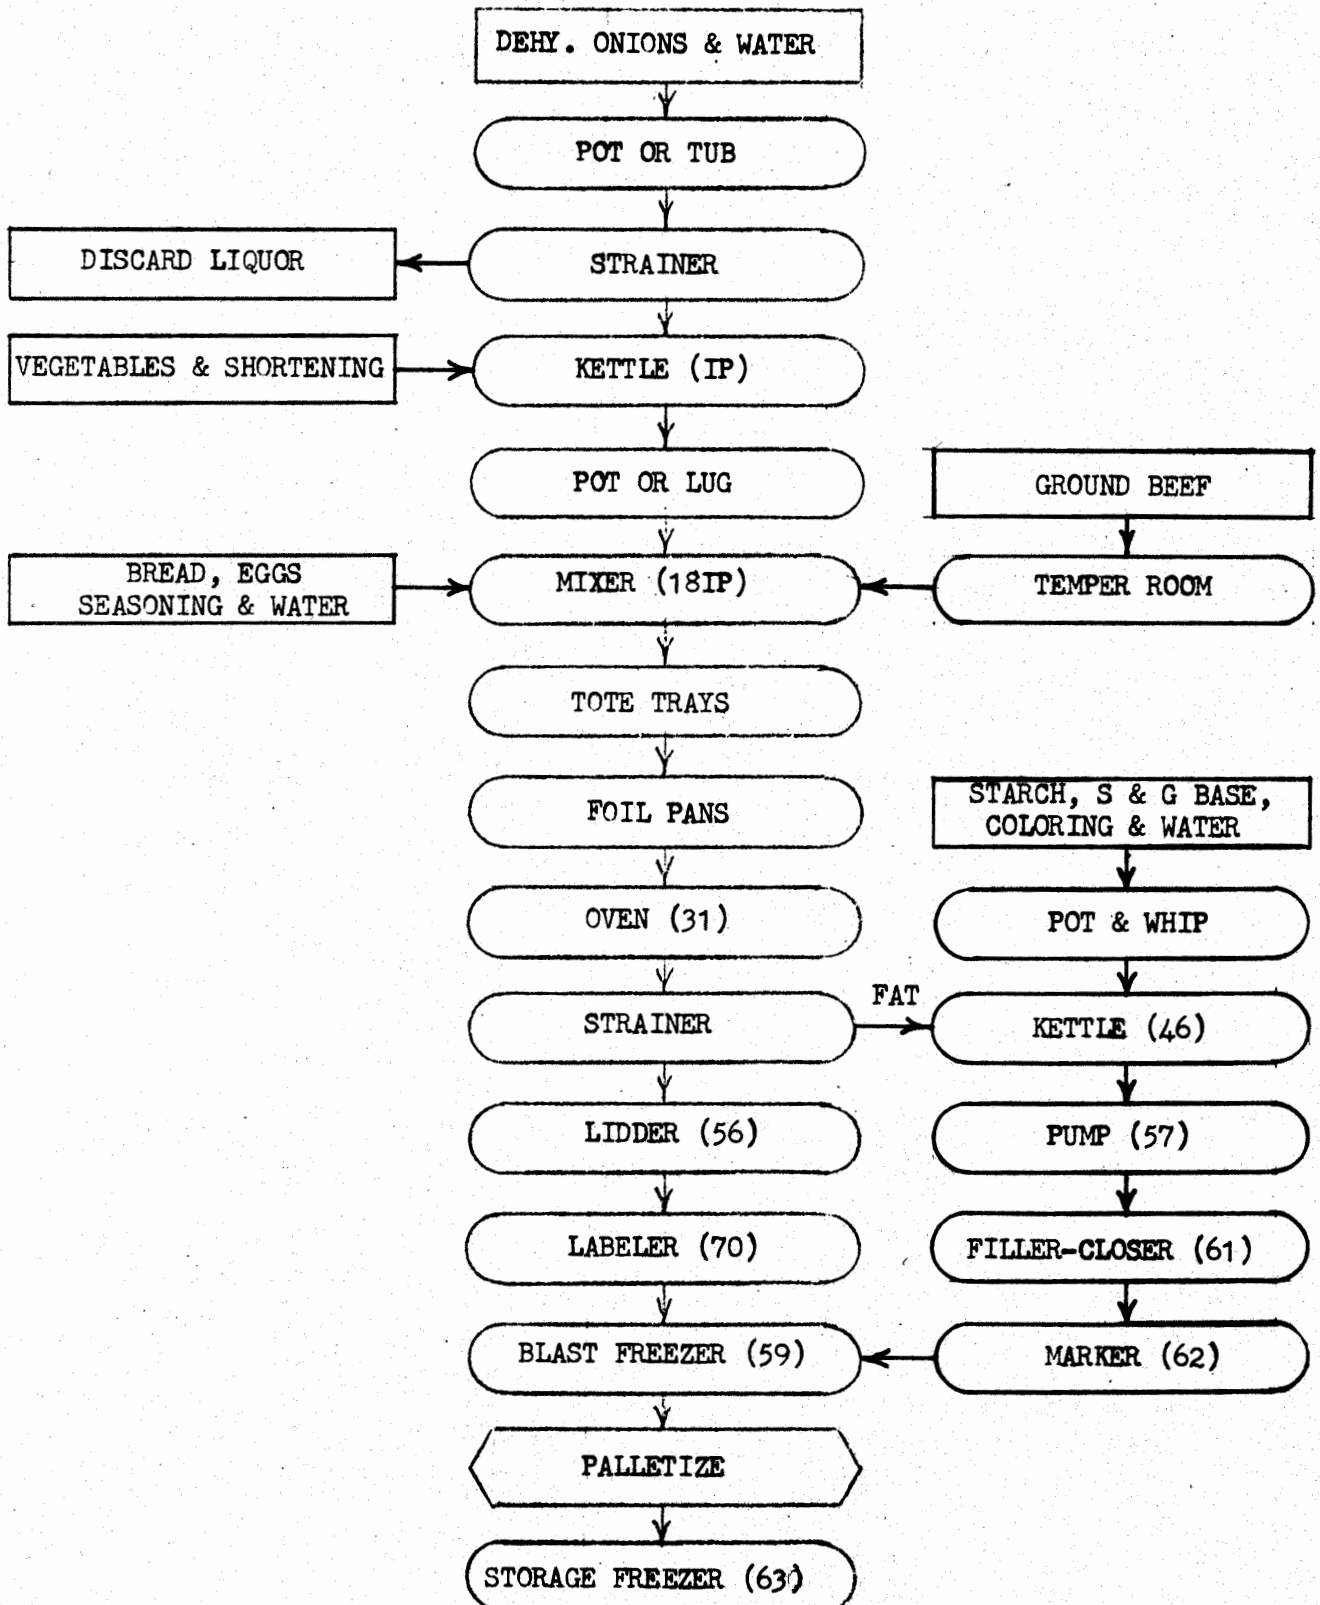 DEHY. ONIONS & WATER
POT OR TUB
DISCARD LIQUOR
STRAINER
VEGETABLES & SHORTENING
KETTLE (IP)
POT OR LUG
GROUND BEEF
BREAD, EGGS
SEASONING & WATER
MIXER (18IP)
TEMPER ROOM
TOTE TRAYS
FOIL PANS
STARCH, S & G BASE,
COLORING & WATER
OVEN (31)
POT & WHIP
STRAINER
FAT
KETTLE (46)
LIDDER (56)
PUMP (57)
LABELER (70)
FILLER-CLOSER (61)
BLAST FREEZER (59)
MARKER (62)
PALLETIZE
STORAGE FREEZER (63)